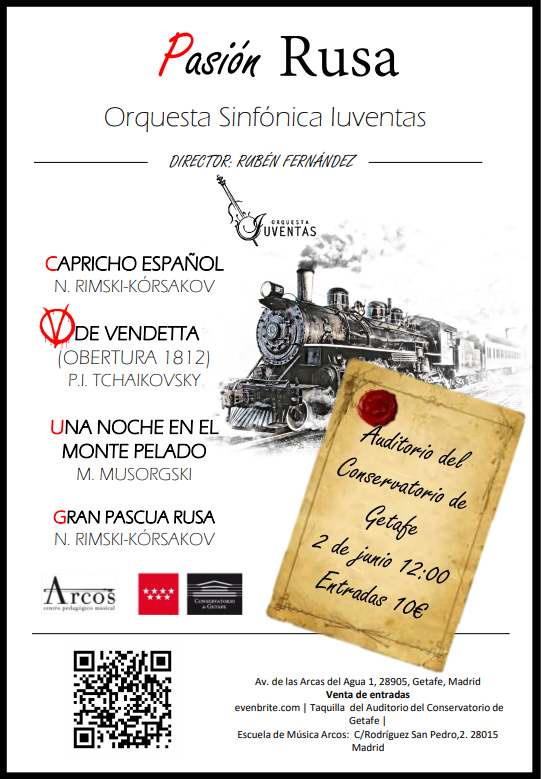 Pasión Rusa
Orquesta Sinfónica Iuventas
DIRECTOR: RUBÉN FERNÁNDEZ
ORQUESTA
IUVENTAS
CAPRICHO ESPAÑOL
N. RIMSKI-KÓRSAKOV
V DE VENDETTA
(OBERTURA 1812)
P.I. TCHAIKOVSKY
UNA NOCHE EN EL
MONTE PELADO
M. MUSORGSKI
GRAN PASCUA RUSA
N. RIMSKI-KÓRSAKOV
Auditorio del
Conservatorio de
Getafe
2 de junio 12:00
Entradas 10€
Arcos
centro pedagógico musical
CONSERVATORIO
DE GETAFE
Av. de las Arcas del Agua 1, 28905, Getafe, Madrid
Venta de entradas
evenbrite.com | Taquilla del Auditorio del Conservatorio de
Getafe |
Escuela de Música Arcos: C/Rodríguez San Pedro,2. 28015
Madrid